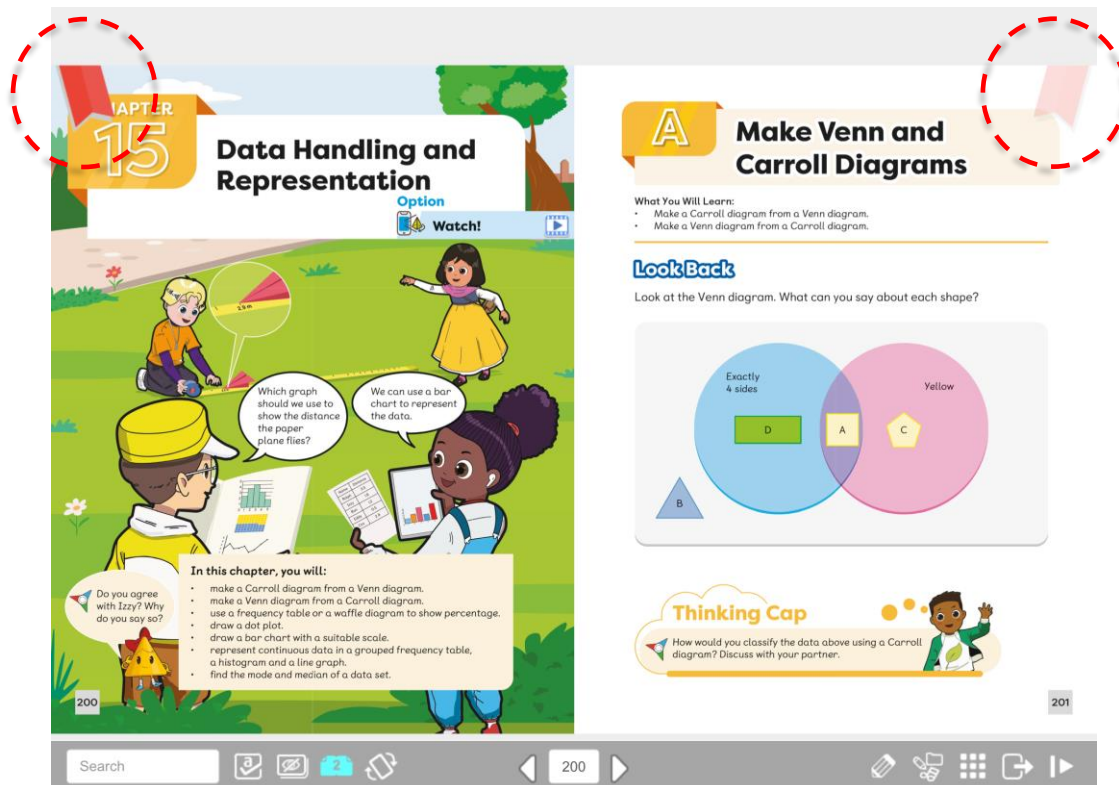 CHAPTER
15
Data Handling and
Representation
Option
Watch!
Which graph
should we use to
show the distance
the paper
plane flies?
We can use a bar
chart to represent
the data.
Do you agree
with Izzy? Why
do you say so?
In this chapter, you will:
• make a Carroll diagram from a Venn diagram.
• make a Venn diagram from a Carroll diagram.
• use a frequency table or a waffle diagram to show percentage.
• draw a dot plot.
• draw a bar chart with a suitable scale.
• represent continuous data in a grouped frequency table,
a histogram and a line graph.
• find the mode and median of a data set.
200
A
Make Venn and
Carroll Diagrams
What You Will Learn:
• Make a Carroll diagram from a Venn diagram.
• Make a Venn diagram from a Carroll diagram.
Look Back
Look at the Venn diagram. What can you say about each shape?
Exactly
4 sides
Yellow
D
A
C
B
Thinking Cap
How would you classify the data above using a Carroll
diagram? Discuss with your partner.
201
Search
a
2
200